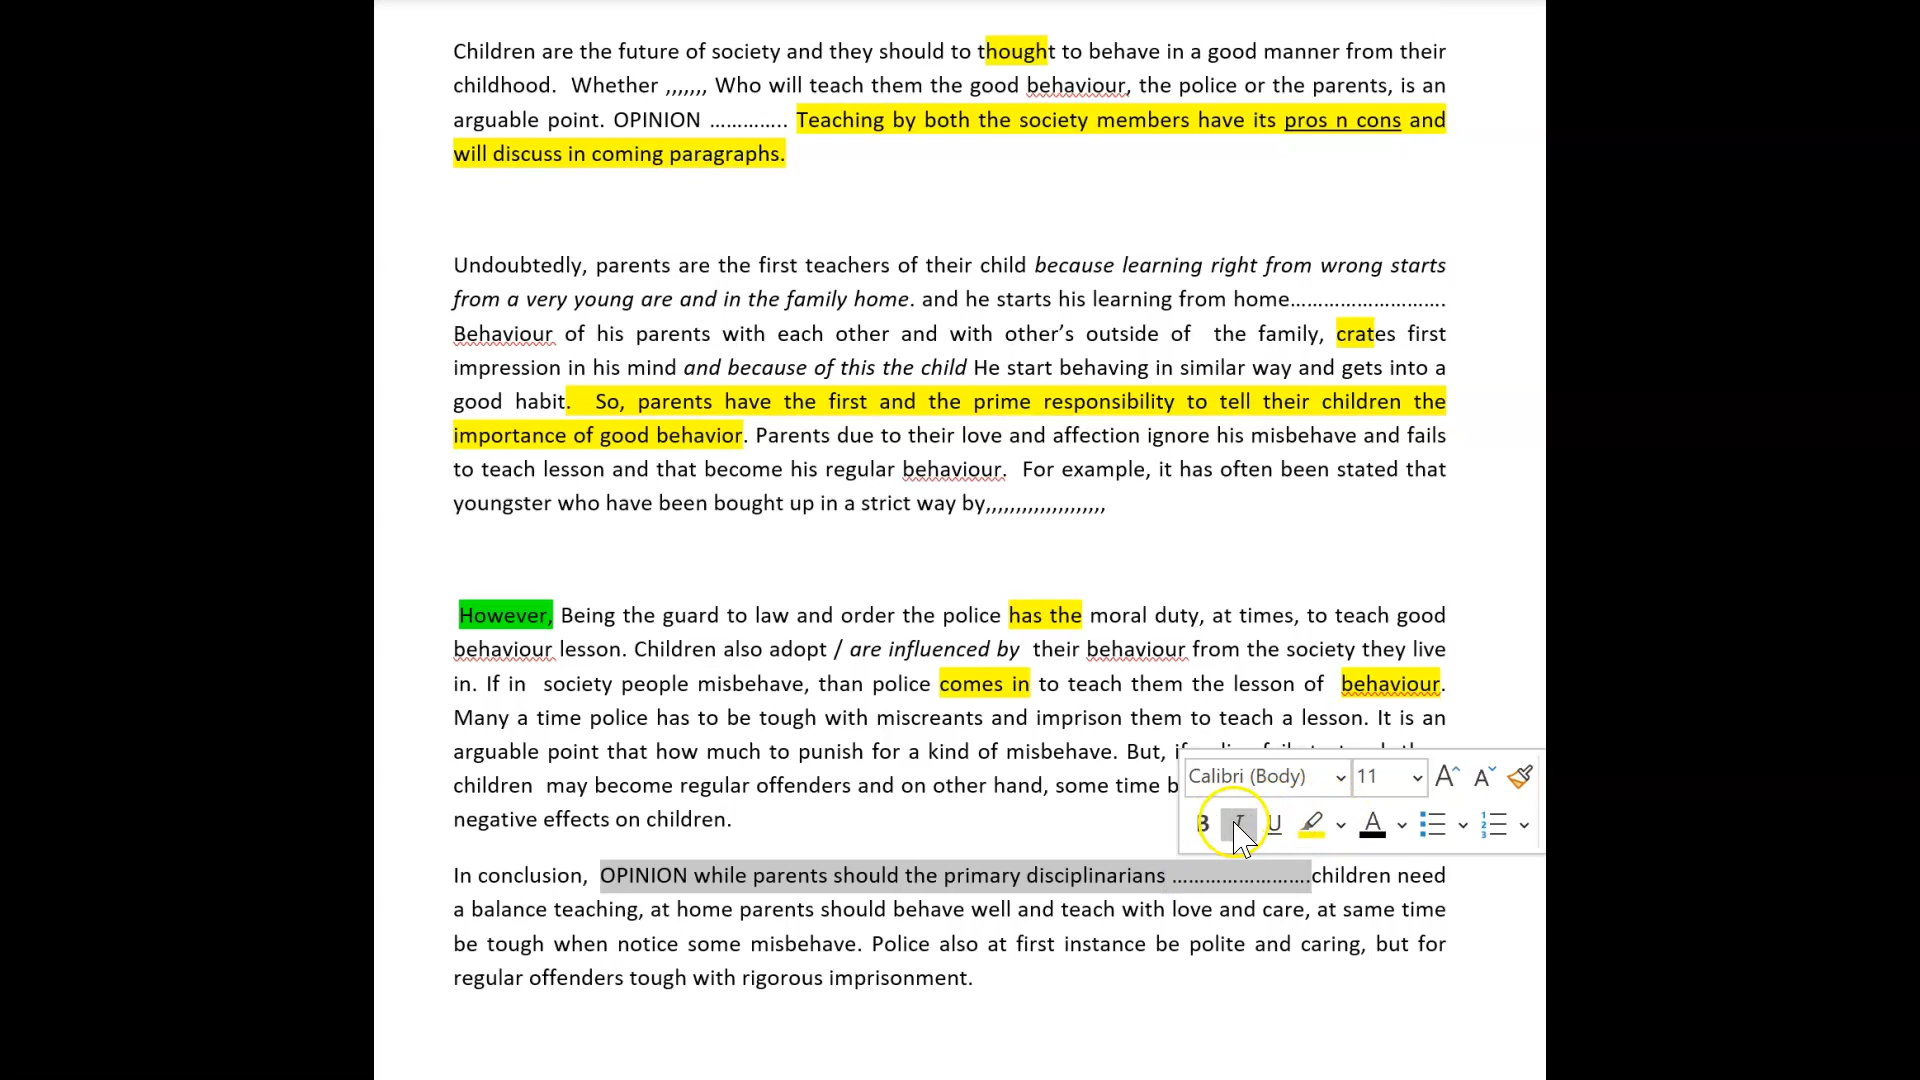 Children are the future of society and they should to thought to behave in a good manner from their
childhood. Whether ,,,,,,, Who will teach them the good behaviour, the police or the parents, is an
arguable point. OPINION ………….. Teaching by both the society members have its pros n cons and
will discuss in coming paragraphs.
Undoubtedly, parents are the first teachers of their child because learning right from wrong starts
from a very young are and in the family home. and he starts his learning from home……………………….
Behaviour of his parents with each other and with other’s outside of the family, crates first
impression in his mind and because of this the child He start behaving in similar way and gets into a
good habit. So, parents have the first and the prime responsibility to tell their children the
importance of good behavior. Parents due to their love and affection ignore his misbehave and fails
to teach lesson and that become his regular behaviour. For example, it has often been stated that
youngster who have been bought up in a strict way by,,,,,,,,,,,,,,,,,,,,
However, Being the guard to law and order the police has the moral duty, at times, to teach good
behaviour lesson. Children also adopt / are influenced by their behaviour from the society they live
in. If in society people misbehave, than police comes in to teach them the lesson of behaviour.
Many a time police has to be tough with miscreants and imprison them to teach a lesson. It is an
arguable point that how much to punish for a kind of misbehave. But,
children may become regular offenders and on other hand, some time
negative effects on children.
Calibri (Body) 11
B I U
In conclusion, OPINION while parents should the primary disciplinarians …………………….children need
a balance teaching, at home parents should behave well and teach with love and care, at same time
be tough when notice some misbehave. Police also at first instance be polite and caring, but for
regular offenders tough with rigorous imprisonment.